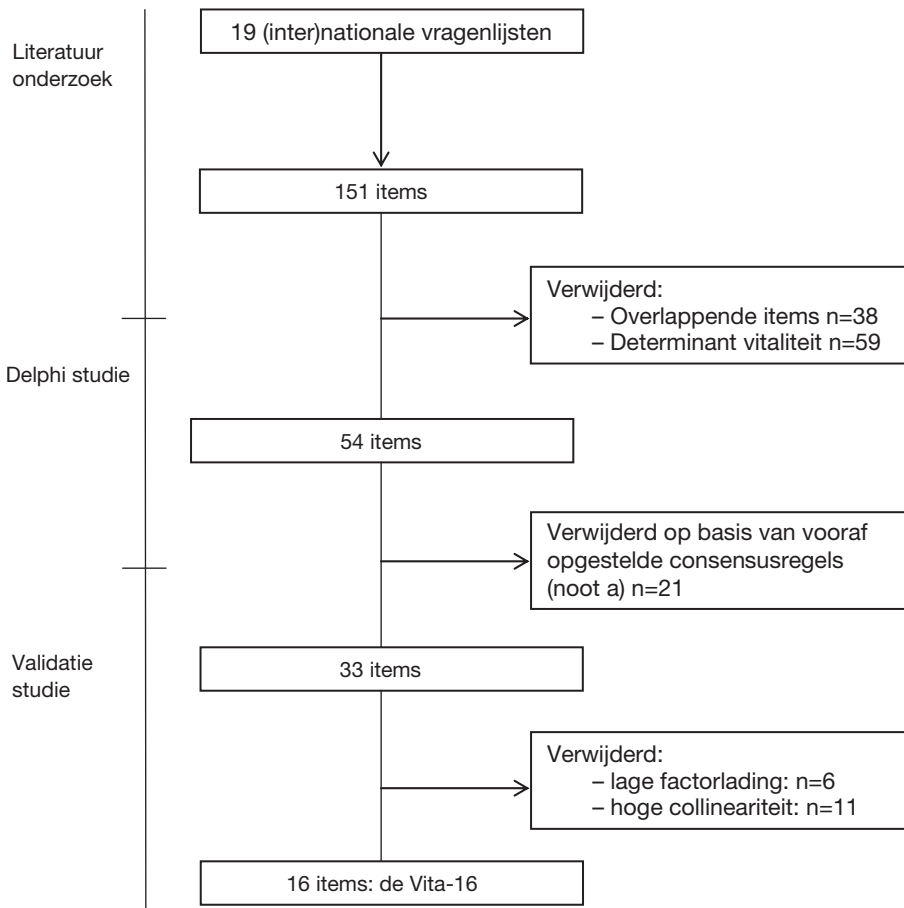 19 (inter)nationale vragenlijsten
Literatuur
onderzoek
151 items
Verwijderd:
– Overlappende items n=38
– Determinant vitaliteit n=59
Delphi studie
54 items
Verwijderd op basis van vooraf
opgestelde consensusregels
(noot a) n=21
Validatie
studie
33 items
Verwijderd:
– lage factorlading: n=6
– hoge collineariteit: n=11
16 items: de Vita-16